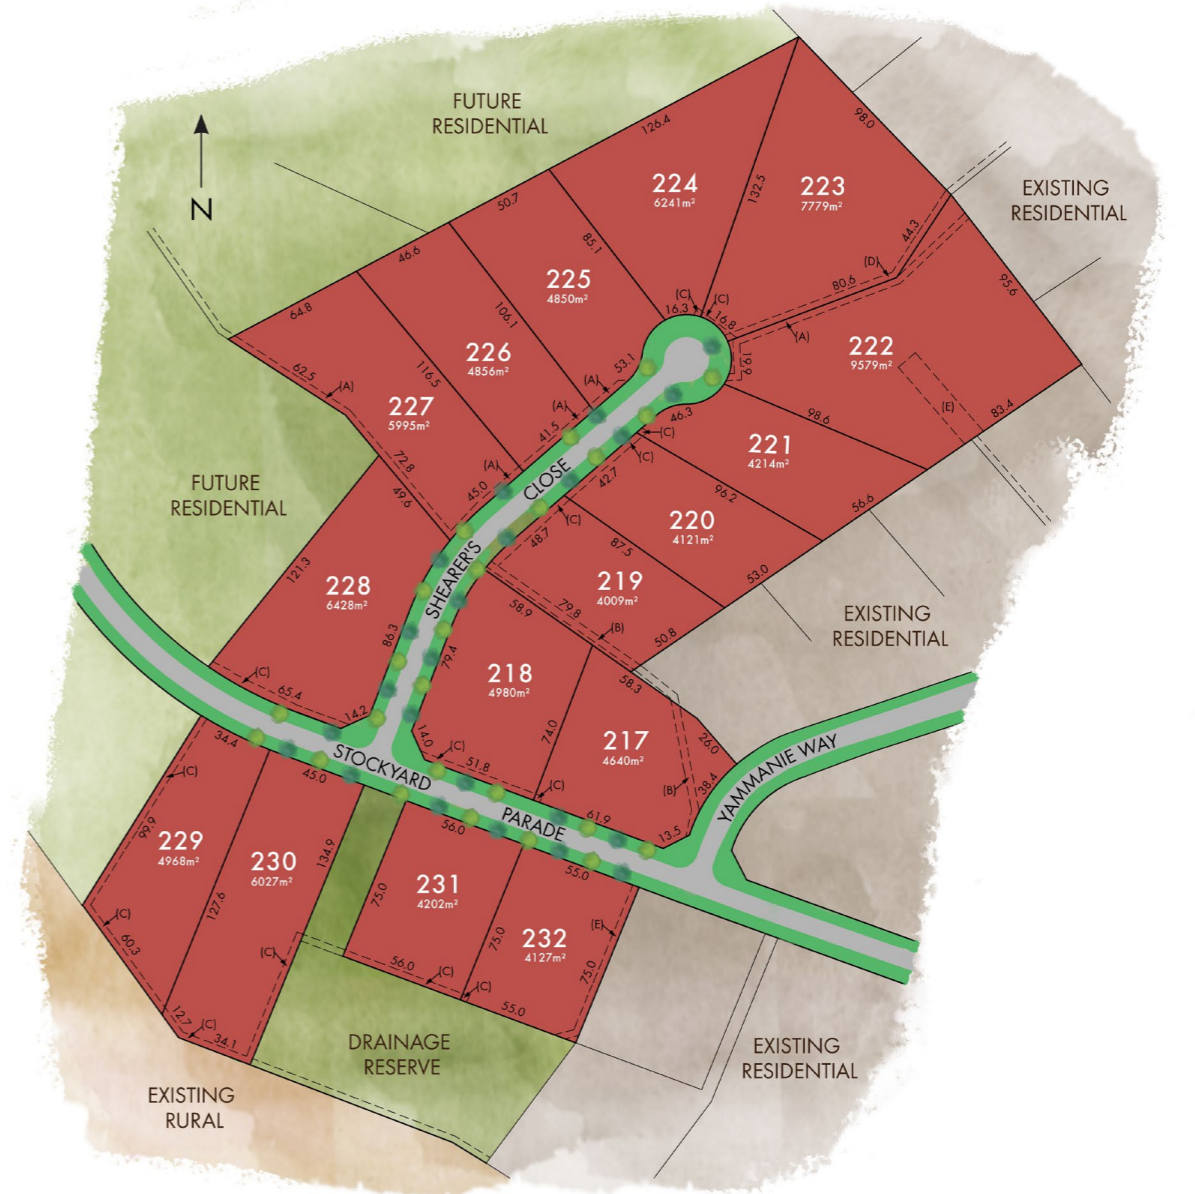 FUTURE
RESIDENTIAL
N
126.4
98.0
224
6241m²
132.5
223
7779m²
EXISTING
RESIDENTIAL
50.7
46.6
85.1
44.3
(D)
225
4850m²
80.6
95.6
64.8
106.1
(C)
(C)
16.3
16.8
(A)
226
4856m²
222
9579m²
19.9
53.1
62.5
(A)
116.5
(A)
227
5995m²
(A)
(E)
83.4
46.3
98.6
41.5
(C)
221
4214m²
72.8
(A)
(C)
FUTURE
RESIDENTIAL
49.6
45.0
CLOSE
42.7
96.2
56.6
(C)
220
4121m²
48.7
87.5
SHEARER'S
121.3
228
6428m²
219
4009m²
53.0
58.9
79.8
(B)
50.8
EXISTING
RESIDENTIAL
86.3
79.4
(C)
65.4
218
4980m²
58.3
14.2
74.0
217
4640m²
26.0
34.4
14.0
(C)
STOCKYARD
51.8
YAMMANIE WAY
(C)
45.0
(C)
(B)
38.4
PARADE
61.9
13.5
99.9
229
4968m²
230
6027m²
134.9
56.0
55.0
127.6
75.0
231
4202m²
(C)
60.3
(C)
75.0
232
4127m²
(E)
56.0
(C)
(C)
75.0
55.0
12.7
(C)
34.1
DRAINAGE
RESERVE
EXISTING
RESIDENTIAL
EXISTING
RURAL